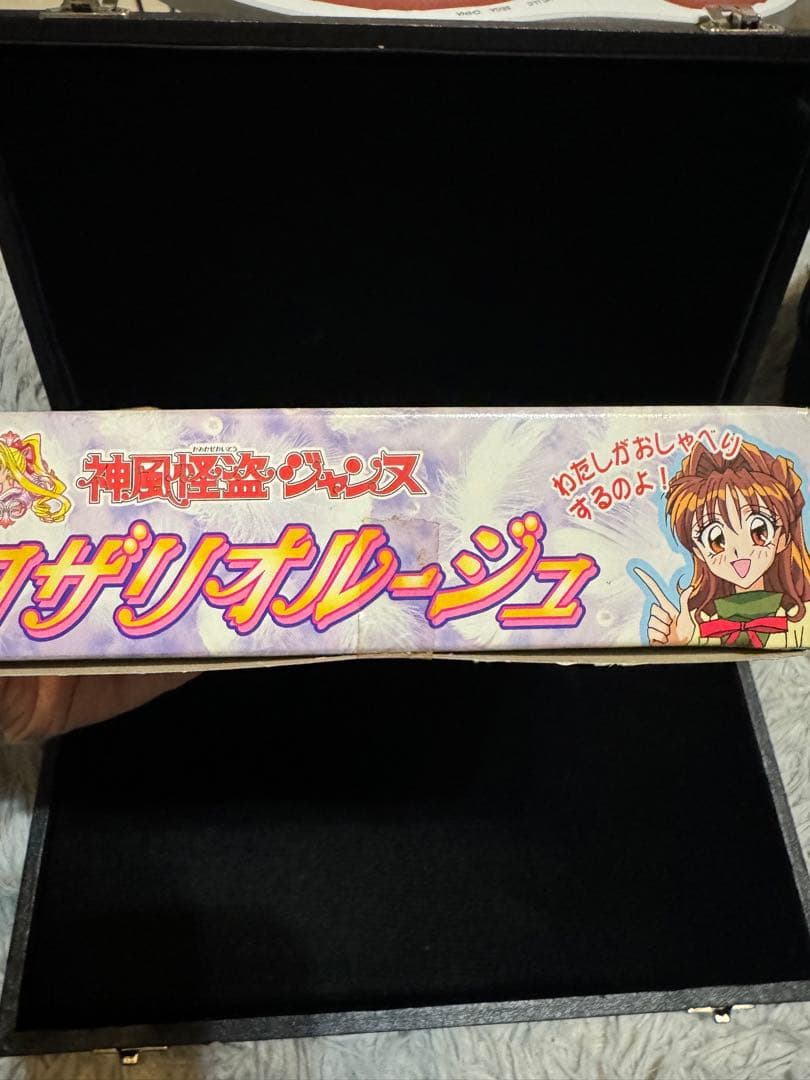 かみかぜかいとう
神風怪盗ジャンヌ
ロザリオルージュ
わたしがおしゃべり
するのよ！